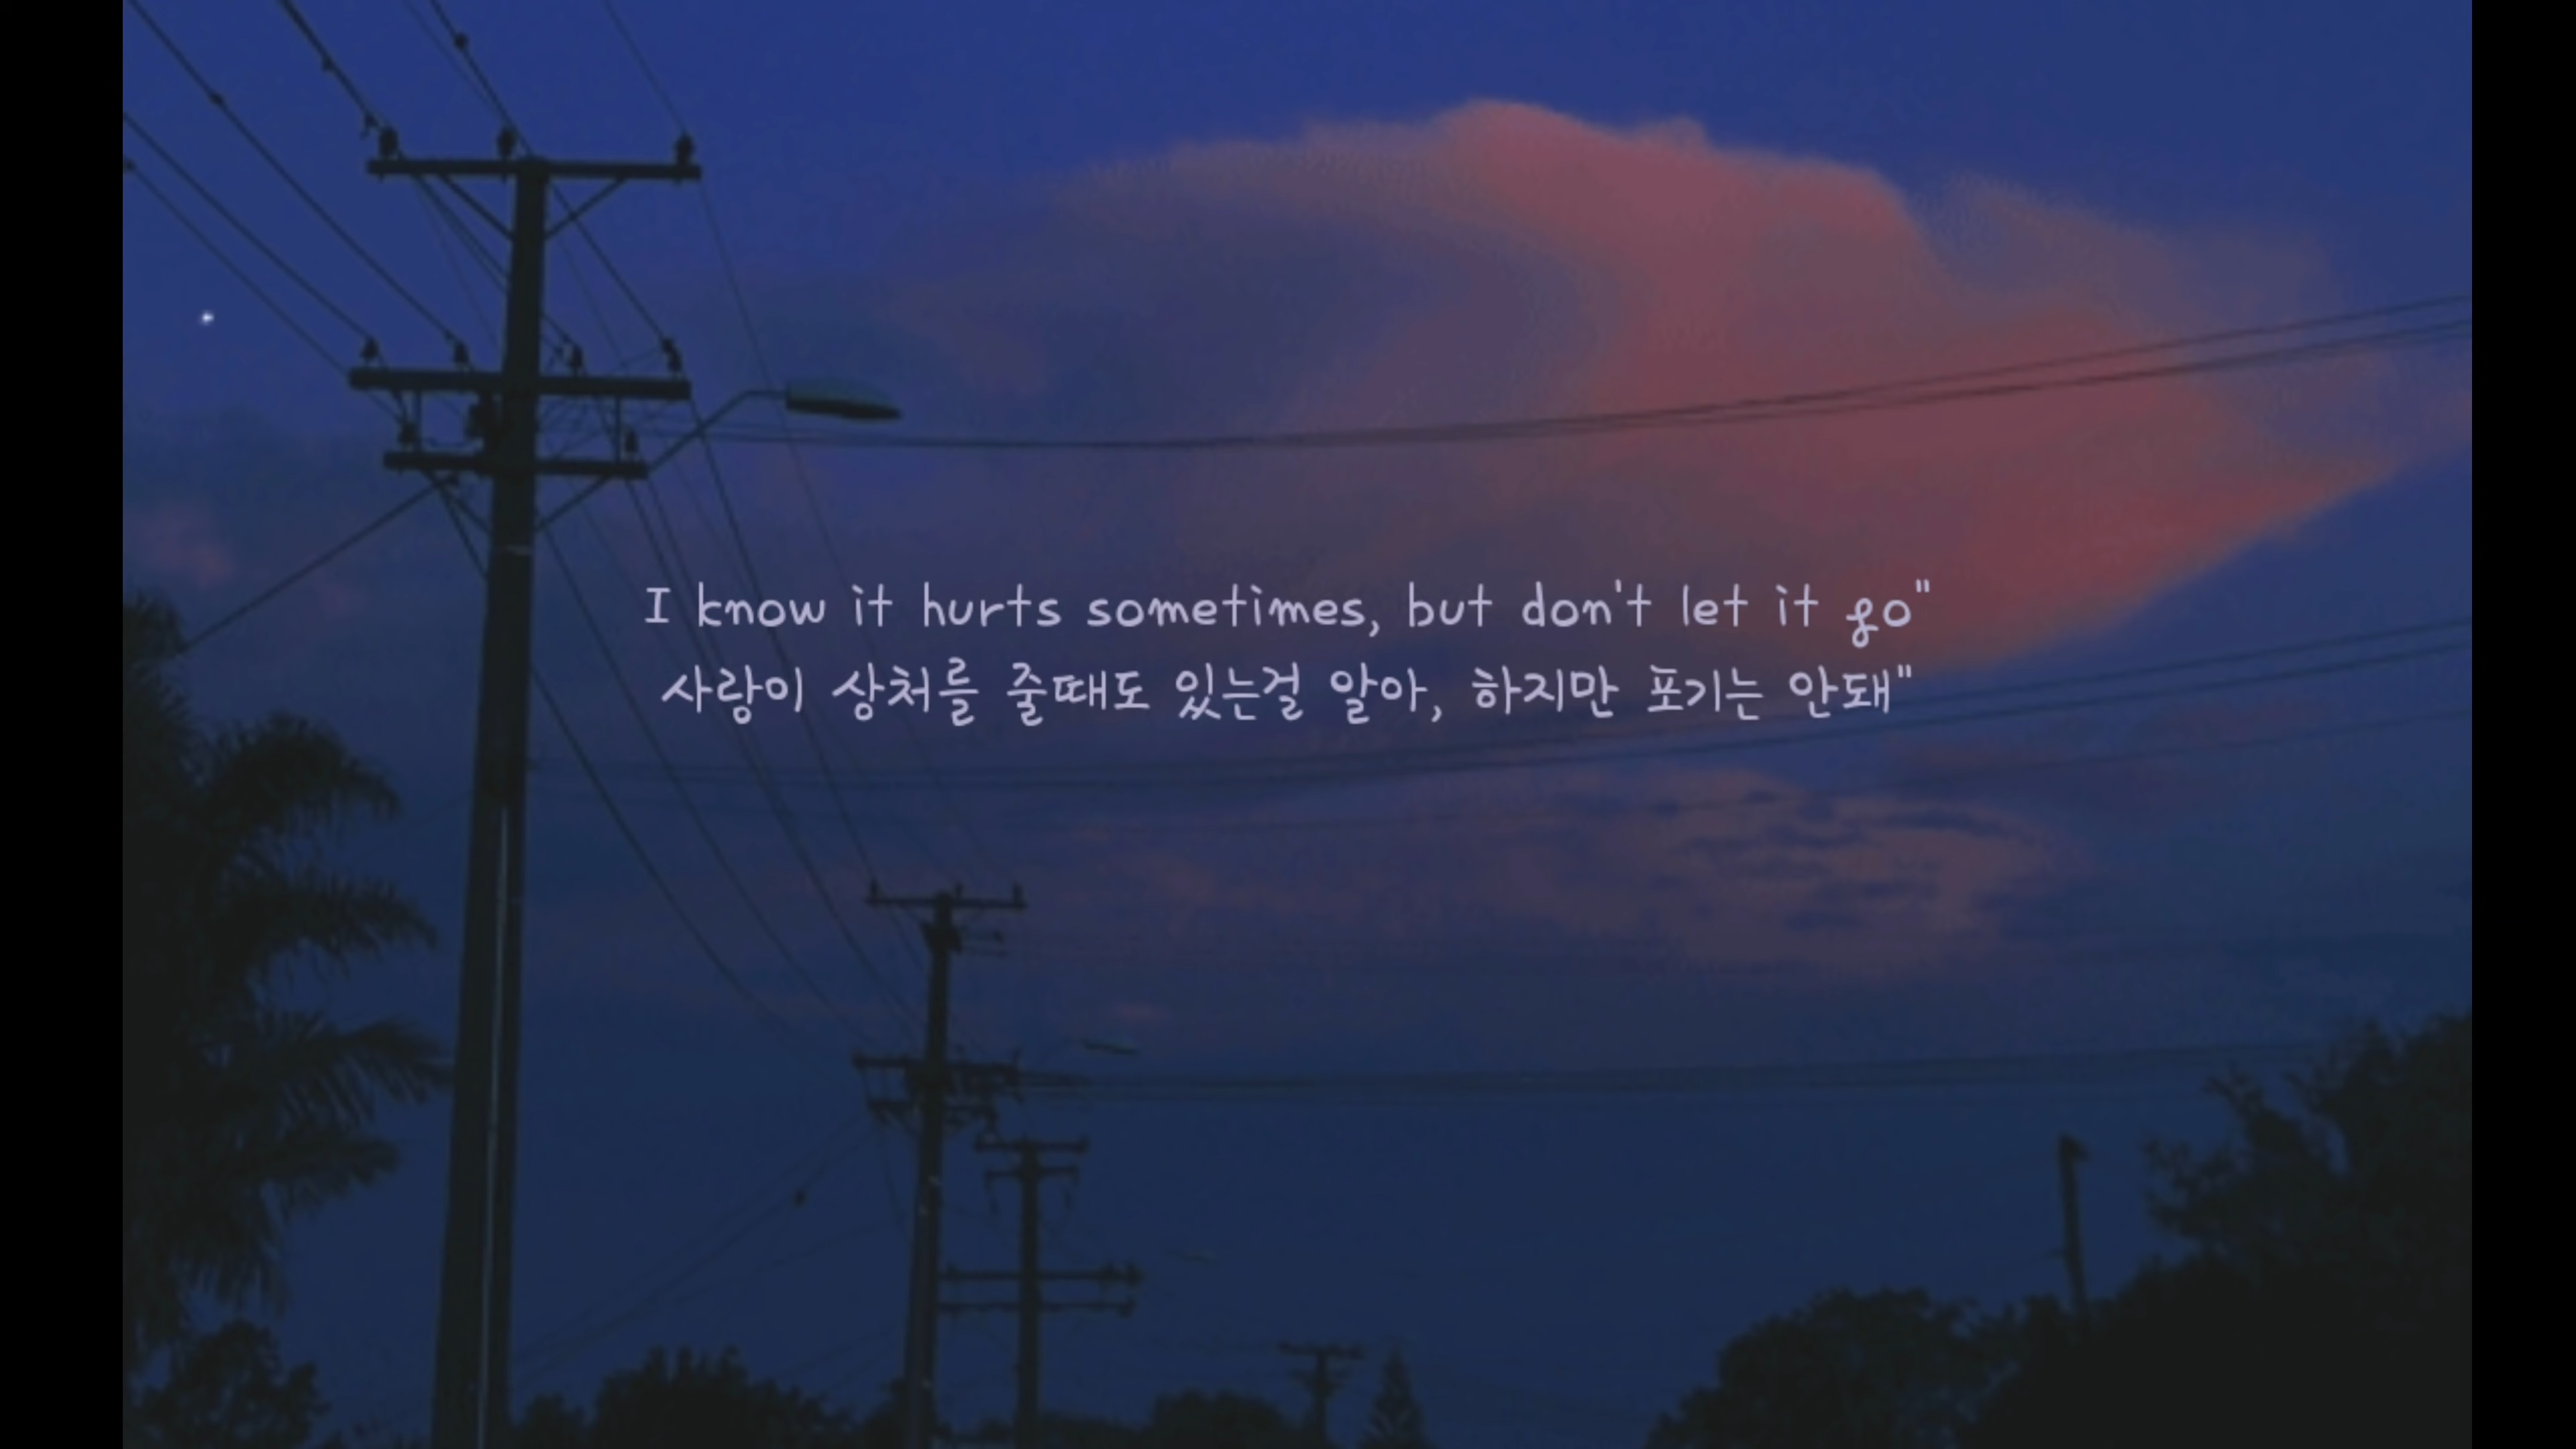 I know it hurts sometimes, but don't let it go"
사랑이 상처를 줄때도 있는걸 알아, 하지만 포기는 안돼"